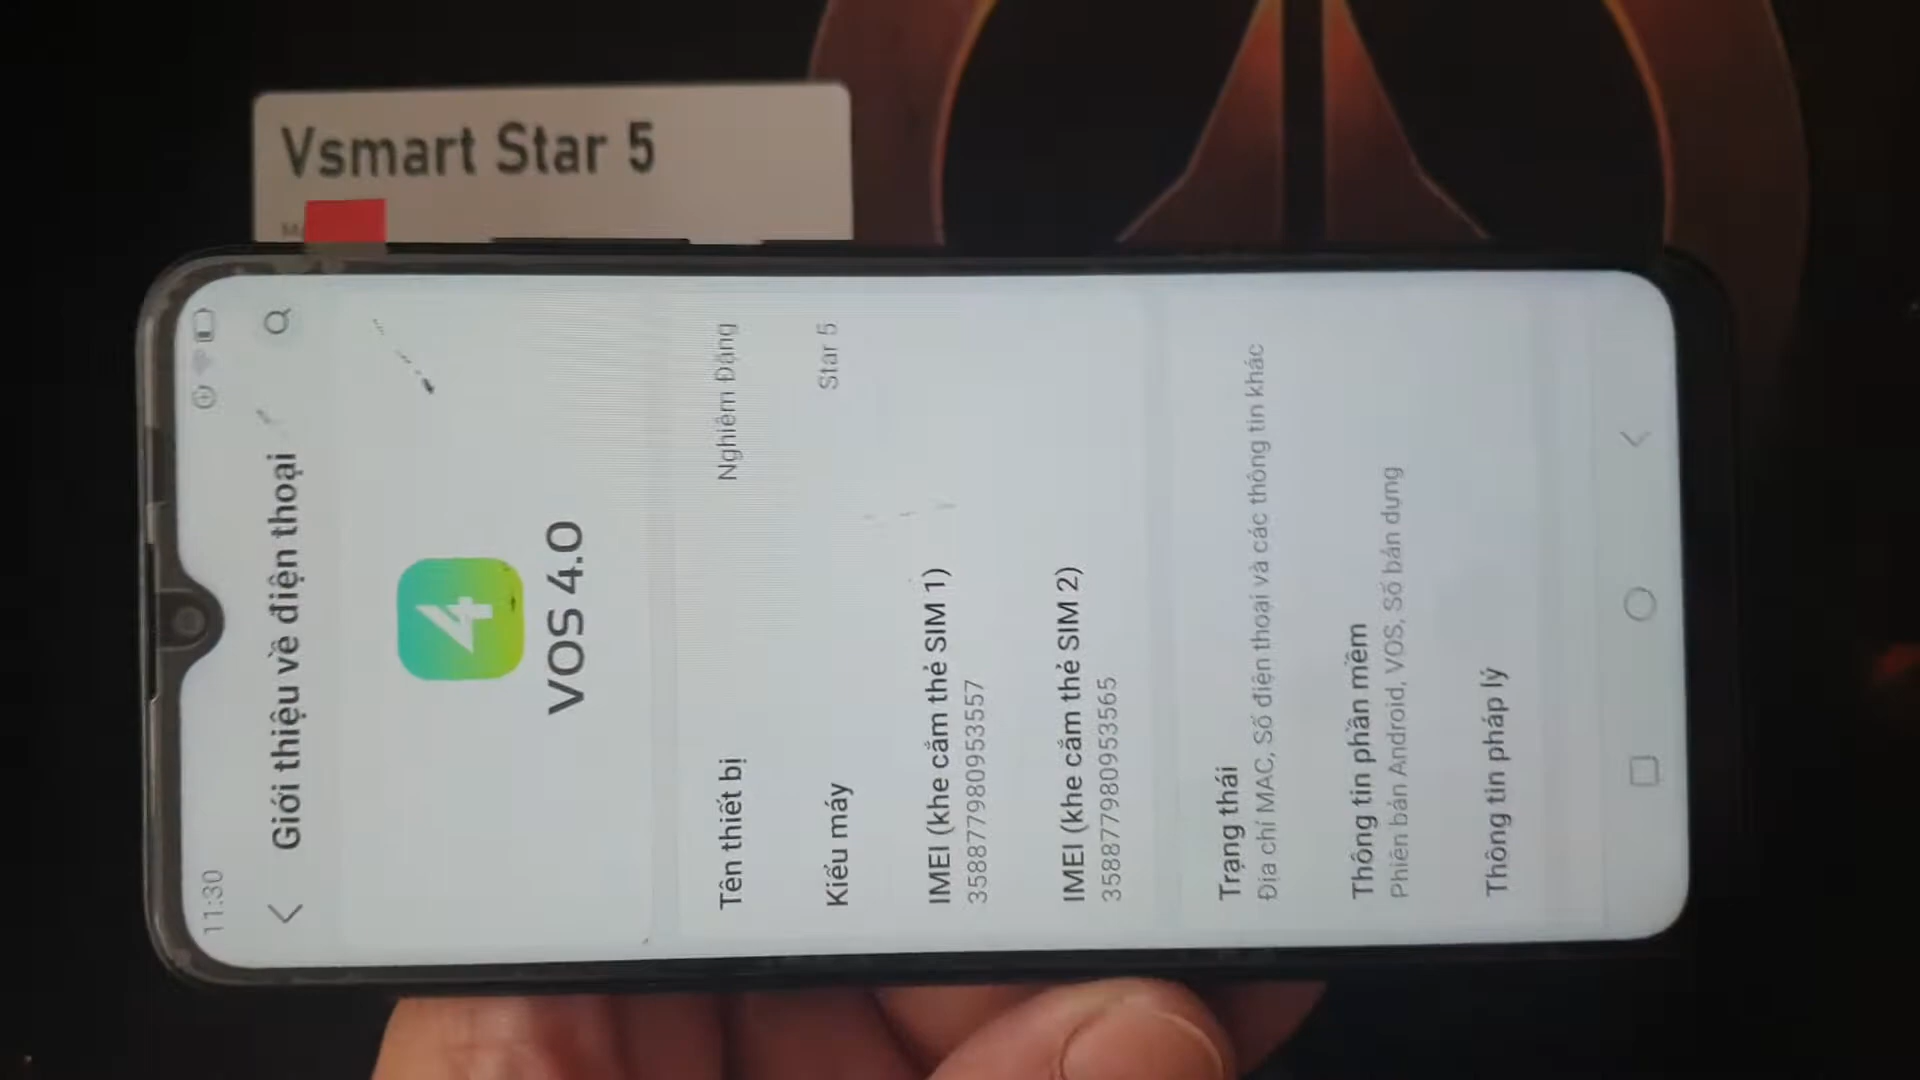 Vsmart Star 5
11:30
Giới thiệu về điện thoại
4
VOS 4.0
Tên thiết bị
Nghiêm Đặng
Kiểu máy
Star 5
IMEI (khe cắm thẻ SIM 1)
358877980953557
IMEI (khe cắm thẻ SIM 2)
358877980953565
Trạng thái
Địa chỉ MAC, Số điện thoại và các thông tin khác
Thông tin phần mềm
Phiên bản Android, VOS, Số bản dựng
Thông tin pháp lý